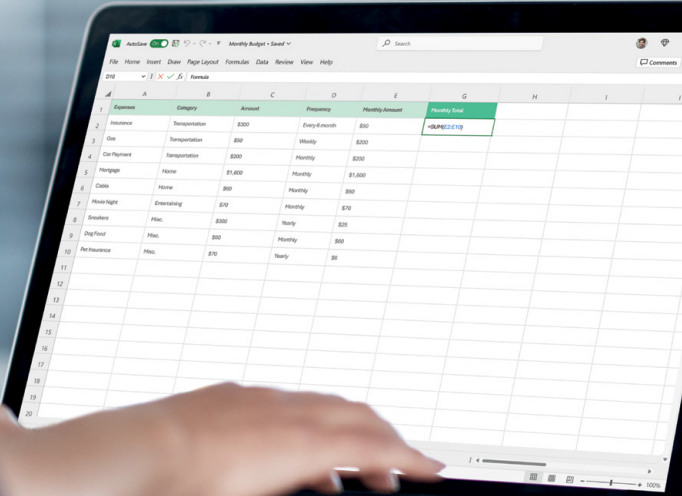 AutoSave On Monthly Budget • Saved Search
File Home Insert Draw Page Layout Formulas Data Review View Help Comments
D10 fx Formula
A B C D E G H I
1 Expenses Category Amount Frequency Monthly Amount Monthly Total
2 Insurance Transportation $300 Every 6 month $50 =SUM(E2:E10)
3 Gas Transportation $50 Weekly $200
4 Car Payment Transportation $200 Monthly $200
5 Mortgage Home $1,600 Monthly $1,600
6 Cable Home $60 Monthly $60
7 Movie Night Entertaining $70 Monthly $70
8 Sneakers Misc. $300 Yearly $25
9 Dog Food Misc. $60 Monthly $60
10 Pet Insurance Misc. $70 Yearly $6
11
12
13
14
15
16
17
18
19
20
100%